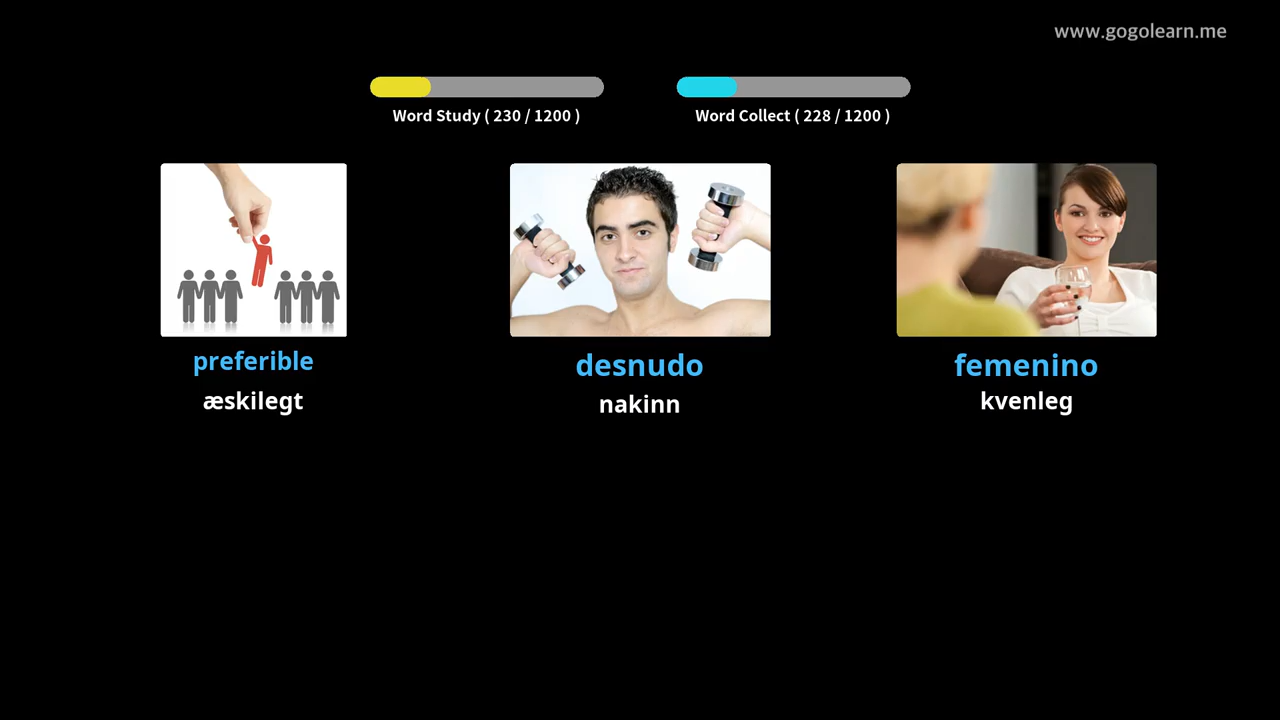 www.gogolearn.me
Word Study ( 230 / 1200 )
Word Collect ( 228 / 1200 )
preferible
æskilegt
desnudo
nakinn
femenino
kvenleg